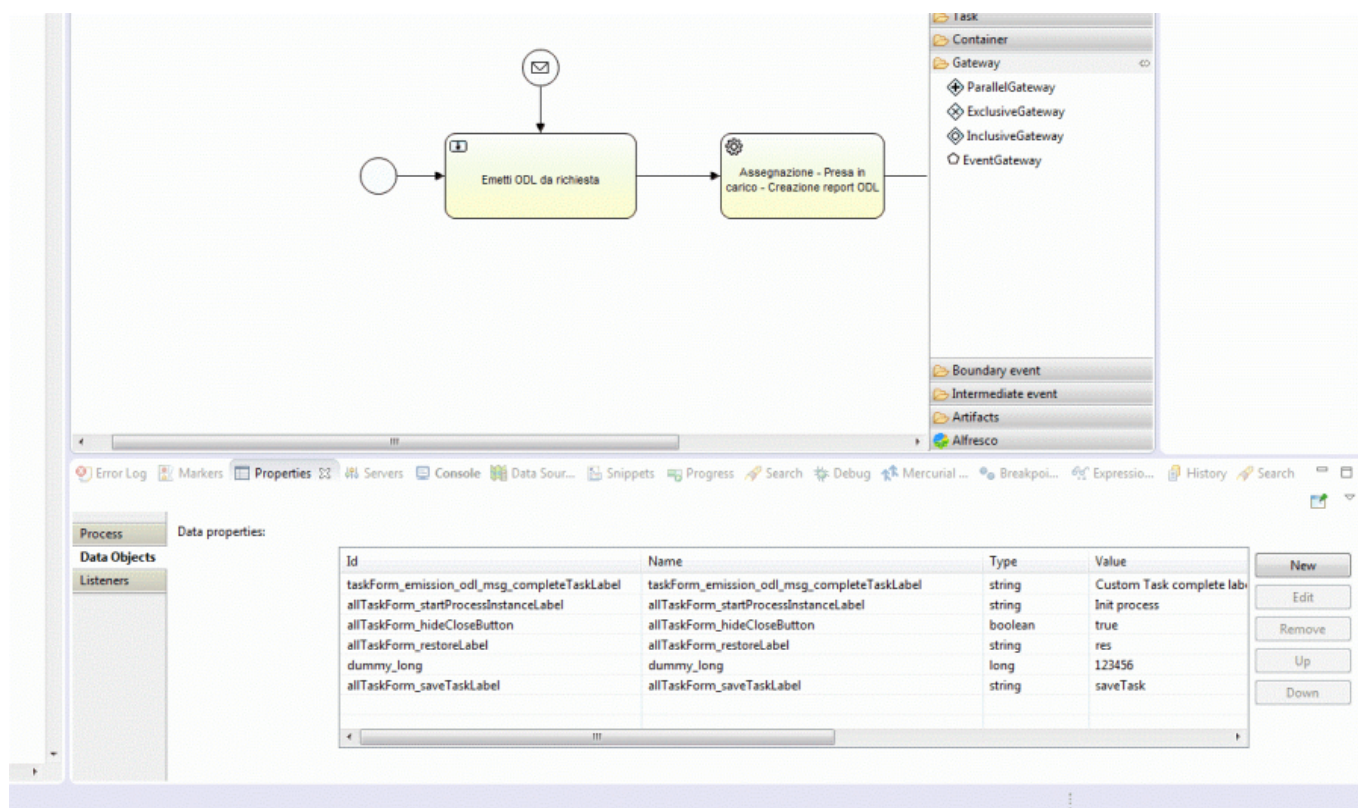 Task
Container
Gateway
ParallelGateway
ExclusiveGateway
InclusiveGateway
EventGateway
Emetti ODL da richiesta
Assegnazione - Presa in
carico - Creazione report ODL
Boundary event
Intermediate event
Artifacts
Alfresco
Error Log Markers Properties Servers Console Data Sour... Snippets Progress Search Debug Mercurial ... Breakpoi... Expressio... History Search
Process
Data Objects
Listeners
Data properties:
Id Name Type Value
taskForm_emission_odl_msg_completeTaskLabel taskForm_emission_odl_msg_completeTaskLabel string Custom Task complete labe
allTaskForm_startProcessInstanceLabel allTaskForm_startProcessInstanceLabel string Init process
allTaskForm_hideCloseButton allTaskForm_hideCloseButton boolean true
allTaskForm_restoreLabel allTaskForm_restoreLabel string res
dummy_long dummy_long long 123456
allTaskForm_saveTaskLabel allTaskForm_saveTaskLabel string saveTask
New
Edit
Remove
Up
Down